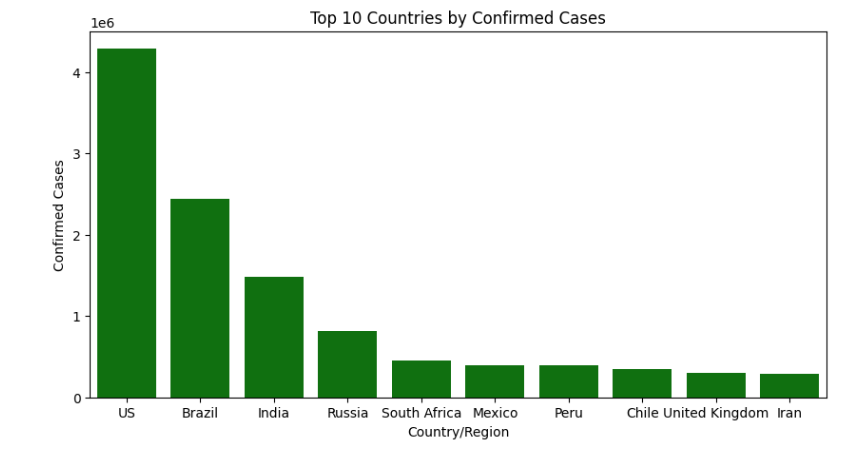 Top 10 Countries by Confirmed Cases
1e6
4
3
2
1
0
Confirmed Cases
US Brazil India Russia South Africa Mexico Peru Chile United Kingdom Iran
Country/Region